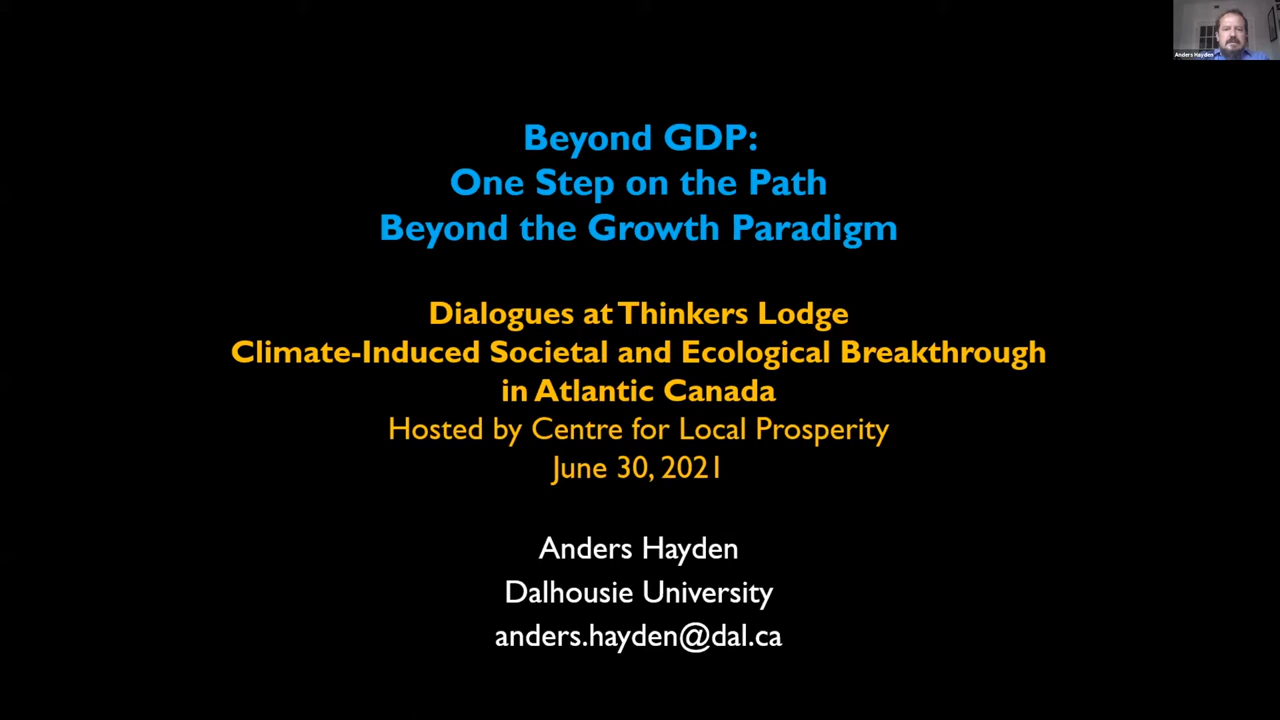 Anders Hayden
Beyond GDP:
One Step on the Path
Beyond the Growth Paradigm
Dialogues at Thinkers Lodge
Climate-Induced Societal and Ecological Breakthrough
in Atlantic Canada
Hosted by Centre for Local Prosperity
June 30, 2021
Anders Hayden
Dalhousie University
anders.hayden@dal.ca